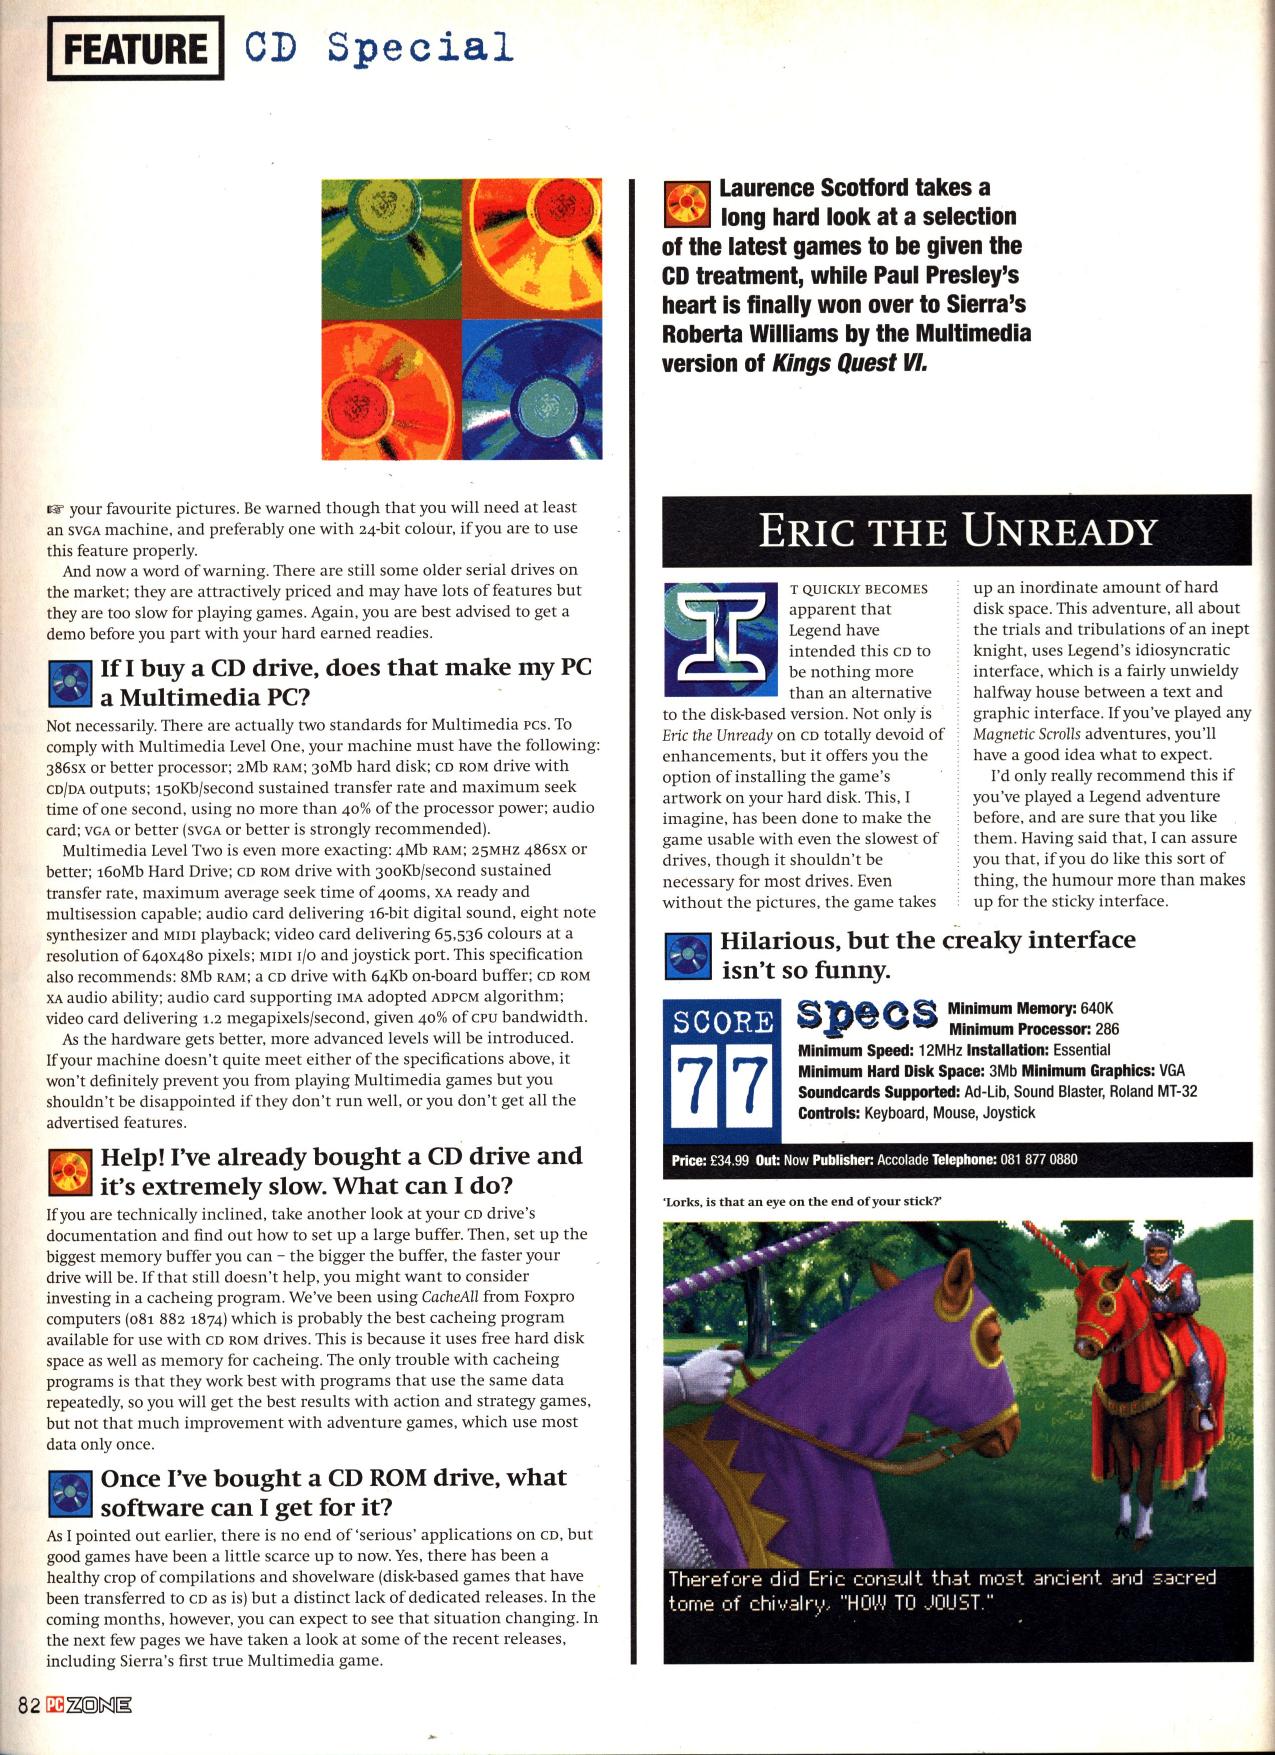 FEATURE CD Special
☞ your favourite pictures. Be warned though that you will need at least
an SVGA machine, and preferably one with 24-bit colour, if you are to use
this feature properly.
And now a word of warning. There are still some older serial drives on
the market; they are attractively priced and may have lots of features but
they are too slow for playing games. Again, you are best advised to get a
demo before you part with your hard earned readies.
If I buy a CD drive, does that make my PC
a Multimedia PC?
Not necessarily. There are actually two standards for Multimedia PCs. To
comply with Multimedia Level One, your machine must have the following:
386SX or better processor; 2Mb RAM; 30Mb hard disk; CD ROM drive with
CD/DA outputs; 150Kb/second sustained transfer rate and maximum seek
time of one second, using no more than 40% of the processor power; audio
card; VGA or better (SVGA or better is strongly recommended).
Multimedia Level Two is even more exacting: 4Mb RAM; 25MHZ 486SX or
better; 160Mb Hard Drive; CD ROM drive with 300Kb/second sustained
transfer rate, maximum average seek time of 400ms, XA ready and
multisession capable; audio card delivering 16-bit digital sound, eight note
synthesizer and MIDI playback; video card delivering 65,536 colours at a
resolution of 640x480 pixels; MIDI I/O and joystick port. This specification
also recommends: 8Mb RAM; a CD drive with 64Kb on-board buffer; CD ROM
XA audio ability; audio card supporting IMA adopted ADPCM algorithm;
video card delivering 1.2 megapixels/second, given 40% of CPU bandwidth.
As the hardware gets better, more advanced levels will be introduced.
If your machine doesn't quite meet either of the specifications above, it
won't definitely prevent you from playing Multimedia games but you
shouldn't be disappointed if they don't run well, or you don't get all the
advertised features.
Help! I've already bought a CD drive and
it's extremely slow. What can I do?
If you are technically inclined, take another look at your CD drive's
documentation and find out how to set up a large buffer. Then, set up the
biggest memory buffer you can – the bigger the buffer, the faster your
drive will be. If that still doesn't help, you might want to consider
investing in a cacheing program. We've been using CacheAll from Foxpro
computers (081 882 1874) which is probably the best cacheing program
available for use with CD ROM drives. This is because it uses free hard disk
space as well as memory for cacheing. The only trouble with cacheing
programs is that they work best with programs that use the same data
repeatedly, so you will get the best results with action and strategy games,
but not that much improvement with adventure games, which use most
data only once.
Once I've bought a CD ROM drive, what
software can I get for it?
As I pointed out earlier, there is no end of 'serious' applications on CD, but
good games have been a little scarce up to now. Yes, there has been a
healthy crop of compilations and shovelware (disk-based games that have
been transferred to CD as is) but a distinct lack of dedicated releases. In the
coming months, however, you can expect to see that situation changing. In
the next few pages we have taken a look at some of the recent releases,
including Sierra's first true Multimedia game.
Laurence Scotford takes a
long hard look at a selection
of the latest games to be given the
CD treatment, while Paul Presley's
heart is finally won over to Sierra's
Roberta Williams by the Multimedia
version of Kings Quest VI.
ERIC THE UNREADY
IT QUICKLY BECOMES
apparent that
Legend have
intended this CD to
be nothing more
than an alternative
to the disk-based version. Not only is
Eric the Unready on CD totally devoid of
enhancements, but it offers you the
option of installing the game's
artwork on your hard disk. This, I
imagine, has been done to make the
game usable with even the slowest of
drives, though it shouldn't be
necessary for most drives. Even
without the pictures, the game takes
up an inordinate amount of hard
disk space. This adventure, all about
the trials and tribulations of an inept
knight, uses Legend's idiosyncratic
interface, which is a fairly unwieldy
halfway house between a text and
graphic interface. If you've played any
Magnetic Scrolls adventures, you'll
have a good idea what to expect.
I'd only really recommend this if
you've played a Legend adventure
before, and are sure that you like
them. Having said that, I can assure
you that, if you do like this sort of
thing, the humour more than makes
up for the sticky interface.
Hilarious, but the creaky interface
isn't so funny.
SCORE
77
specs Minimum Memory: 640K
Minimum Processor: 286
Minimum Speed: 12MHz Installation: Essential
Minimum Hard Disk Space: 3Mb Minimum Graphics: VGA
Soundcards Supported: Ad-Lib, Sound Blaster, Roland MT-32
Controls: Keyboard, Mouse, Joystick
Price: £34.99 Out: Now Publisher: Accolade Telephone: 081 877 0880
'Lorks, is that an eye on the end of your stick?'
Therefore did Eric consult that most ancient and sacred
tome of chivalry, "HOW TO JOUST."
82 PC ZONE